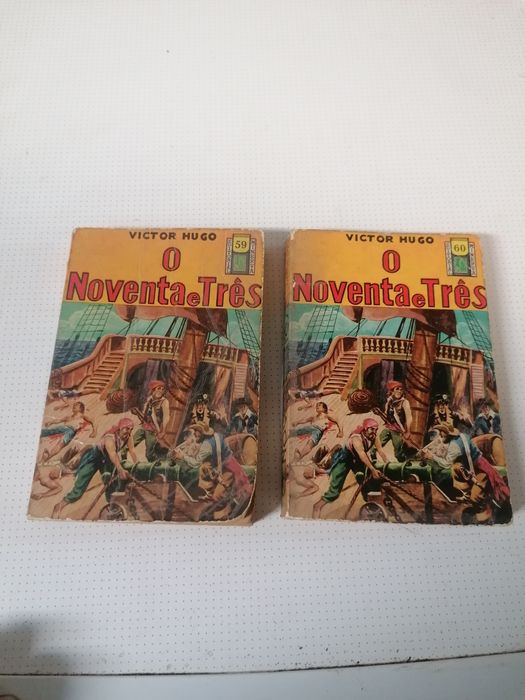 VICTOR HUGO
59
O
Noventa e Três
VICTOR HUGO
60
O
Noventa e Três